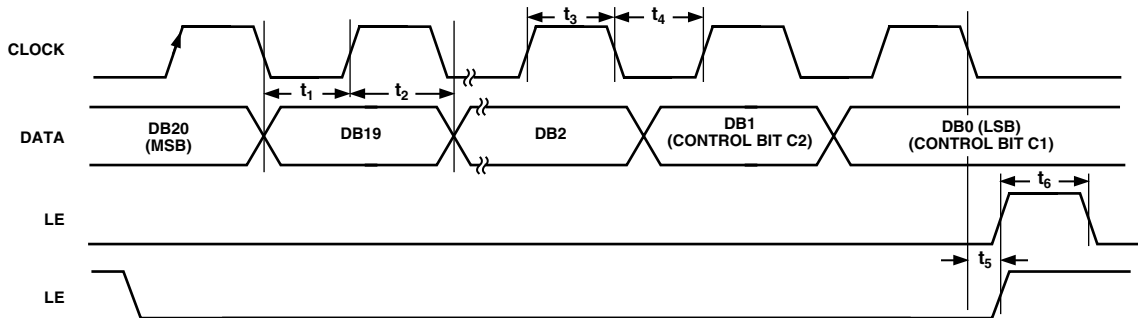 t3 t4
CLOCK
t1 t2
DATA
DB20
(MSB)
DB19
DB2
DB1
(CONTROL BIT C2)
DB0 (LSB)
(CONTROL BIT C1)
t6
LE
t5
LE